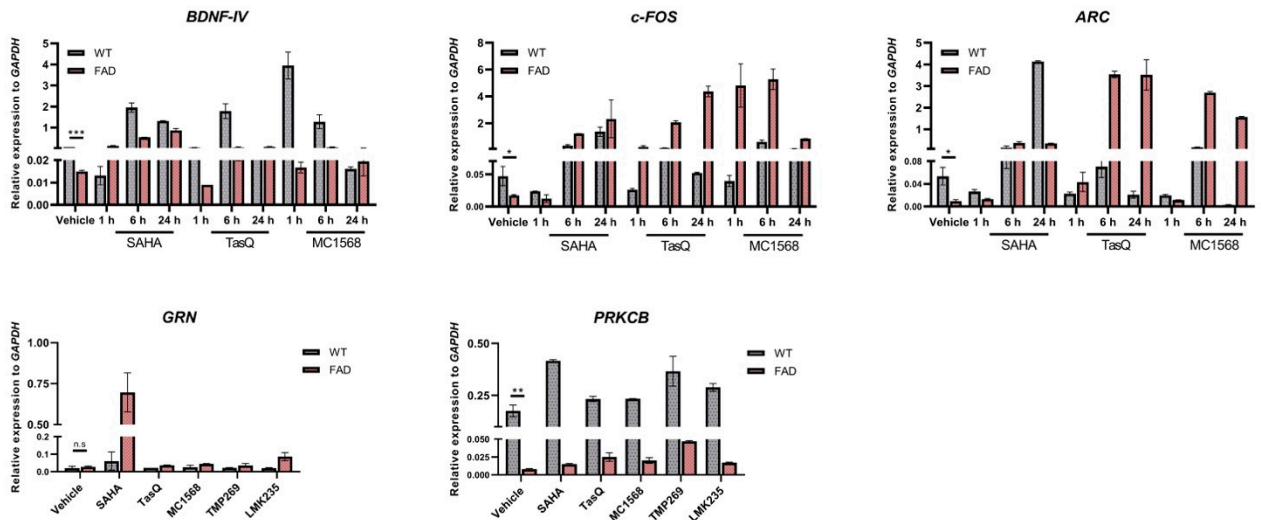 BDNF-IV
Relative expression to GAPDH
5
4
3
2
1
0.02
0.01
0.00
WT
FAD
***
Vehicle 1 h 6 h 24 h 1 h 6 h 24 h 1 h 6 h 24 h
SAHA TasQ MC1568
c-FOS
Relative expression to GAPDH
8
6
4
2
0.05
0.00
WT
FAD
*
Vehicle 1 h 6 h 24 h 1 h 6 h 24 h 1 h 6 h 24 h
SAHA TasQ MC1568
ARC
Relative expression to GAPDH
5
4
3
2
1
0.08
0.04
0.00
WT
FAD
*
Vehicle 1 h 6 h 24 h 1 h 6 h 24 h 1 h 6 h 24 h
SAHA TasQ MC1568
GRN
Relative expression to GAPDH
1.00
0.75
0.50
0.2
0.1
0.0
WT
FAD
n.s
Vehicle SAHA TasQ MC1568 TMP269 LMK235
PRKCB
Relative expression to GAPDH
0.50
0.25
0.050
0.025
0.000
WT
FAD
**
Vehicle SAHA TasQ MC1568 TMP269 LMK235